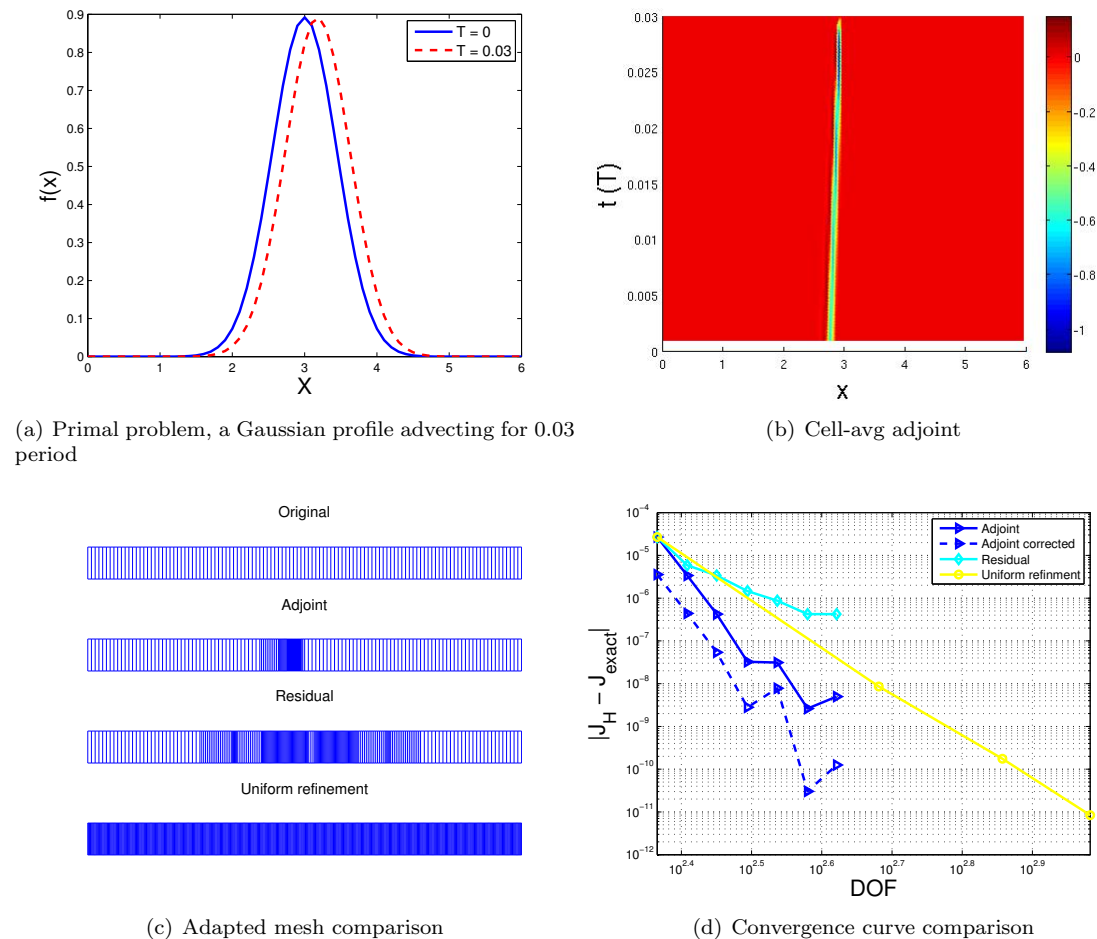 0.9
0.8
0.7
0.6
0.5
0.4
0.3
0.2
0.1
0
f(x)
0 1 2 3 4 5 6
X
T = 0
T = 0.03
(a) Primal problem, a Gaussian profile advecting for 0.03
period
0.03
0.025
0.02
0.015
0.01
0.005
0
t (T)
0 1 2 3 4 5 6
x
0
-0.2
-0.4
-0.6
-0.8
-1
(b) Cell-avg adjoint
Original
Adjoint
Residual
Uniform refinement
(c) Adapted mesh comparison
10^-4
10^-5
10^-6
10^-7
10^-8
10^-9
10^-10
10^-11
10^-12
|J_H − J_exact|
10^2.4 10^2.5 10^2.6 10^2.7 10^2.8 10^2.9
DOF
Adjoint
Adjoint corrected
Residual
Uniform refinment
(d) Convergence curve comparison